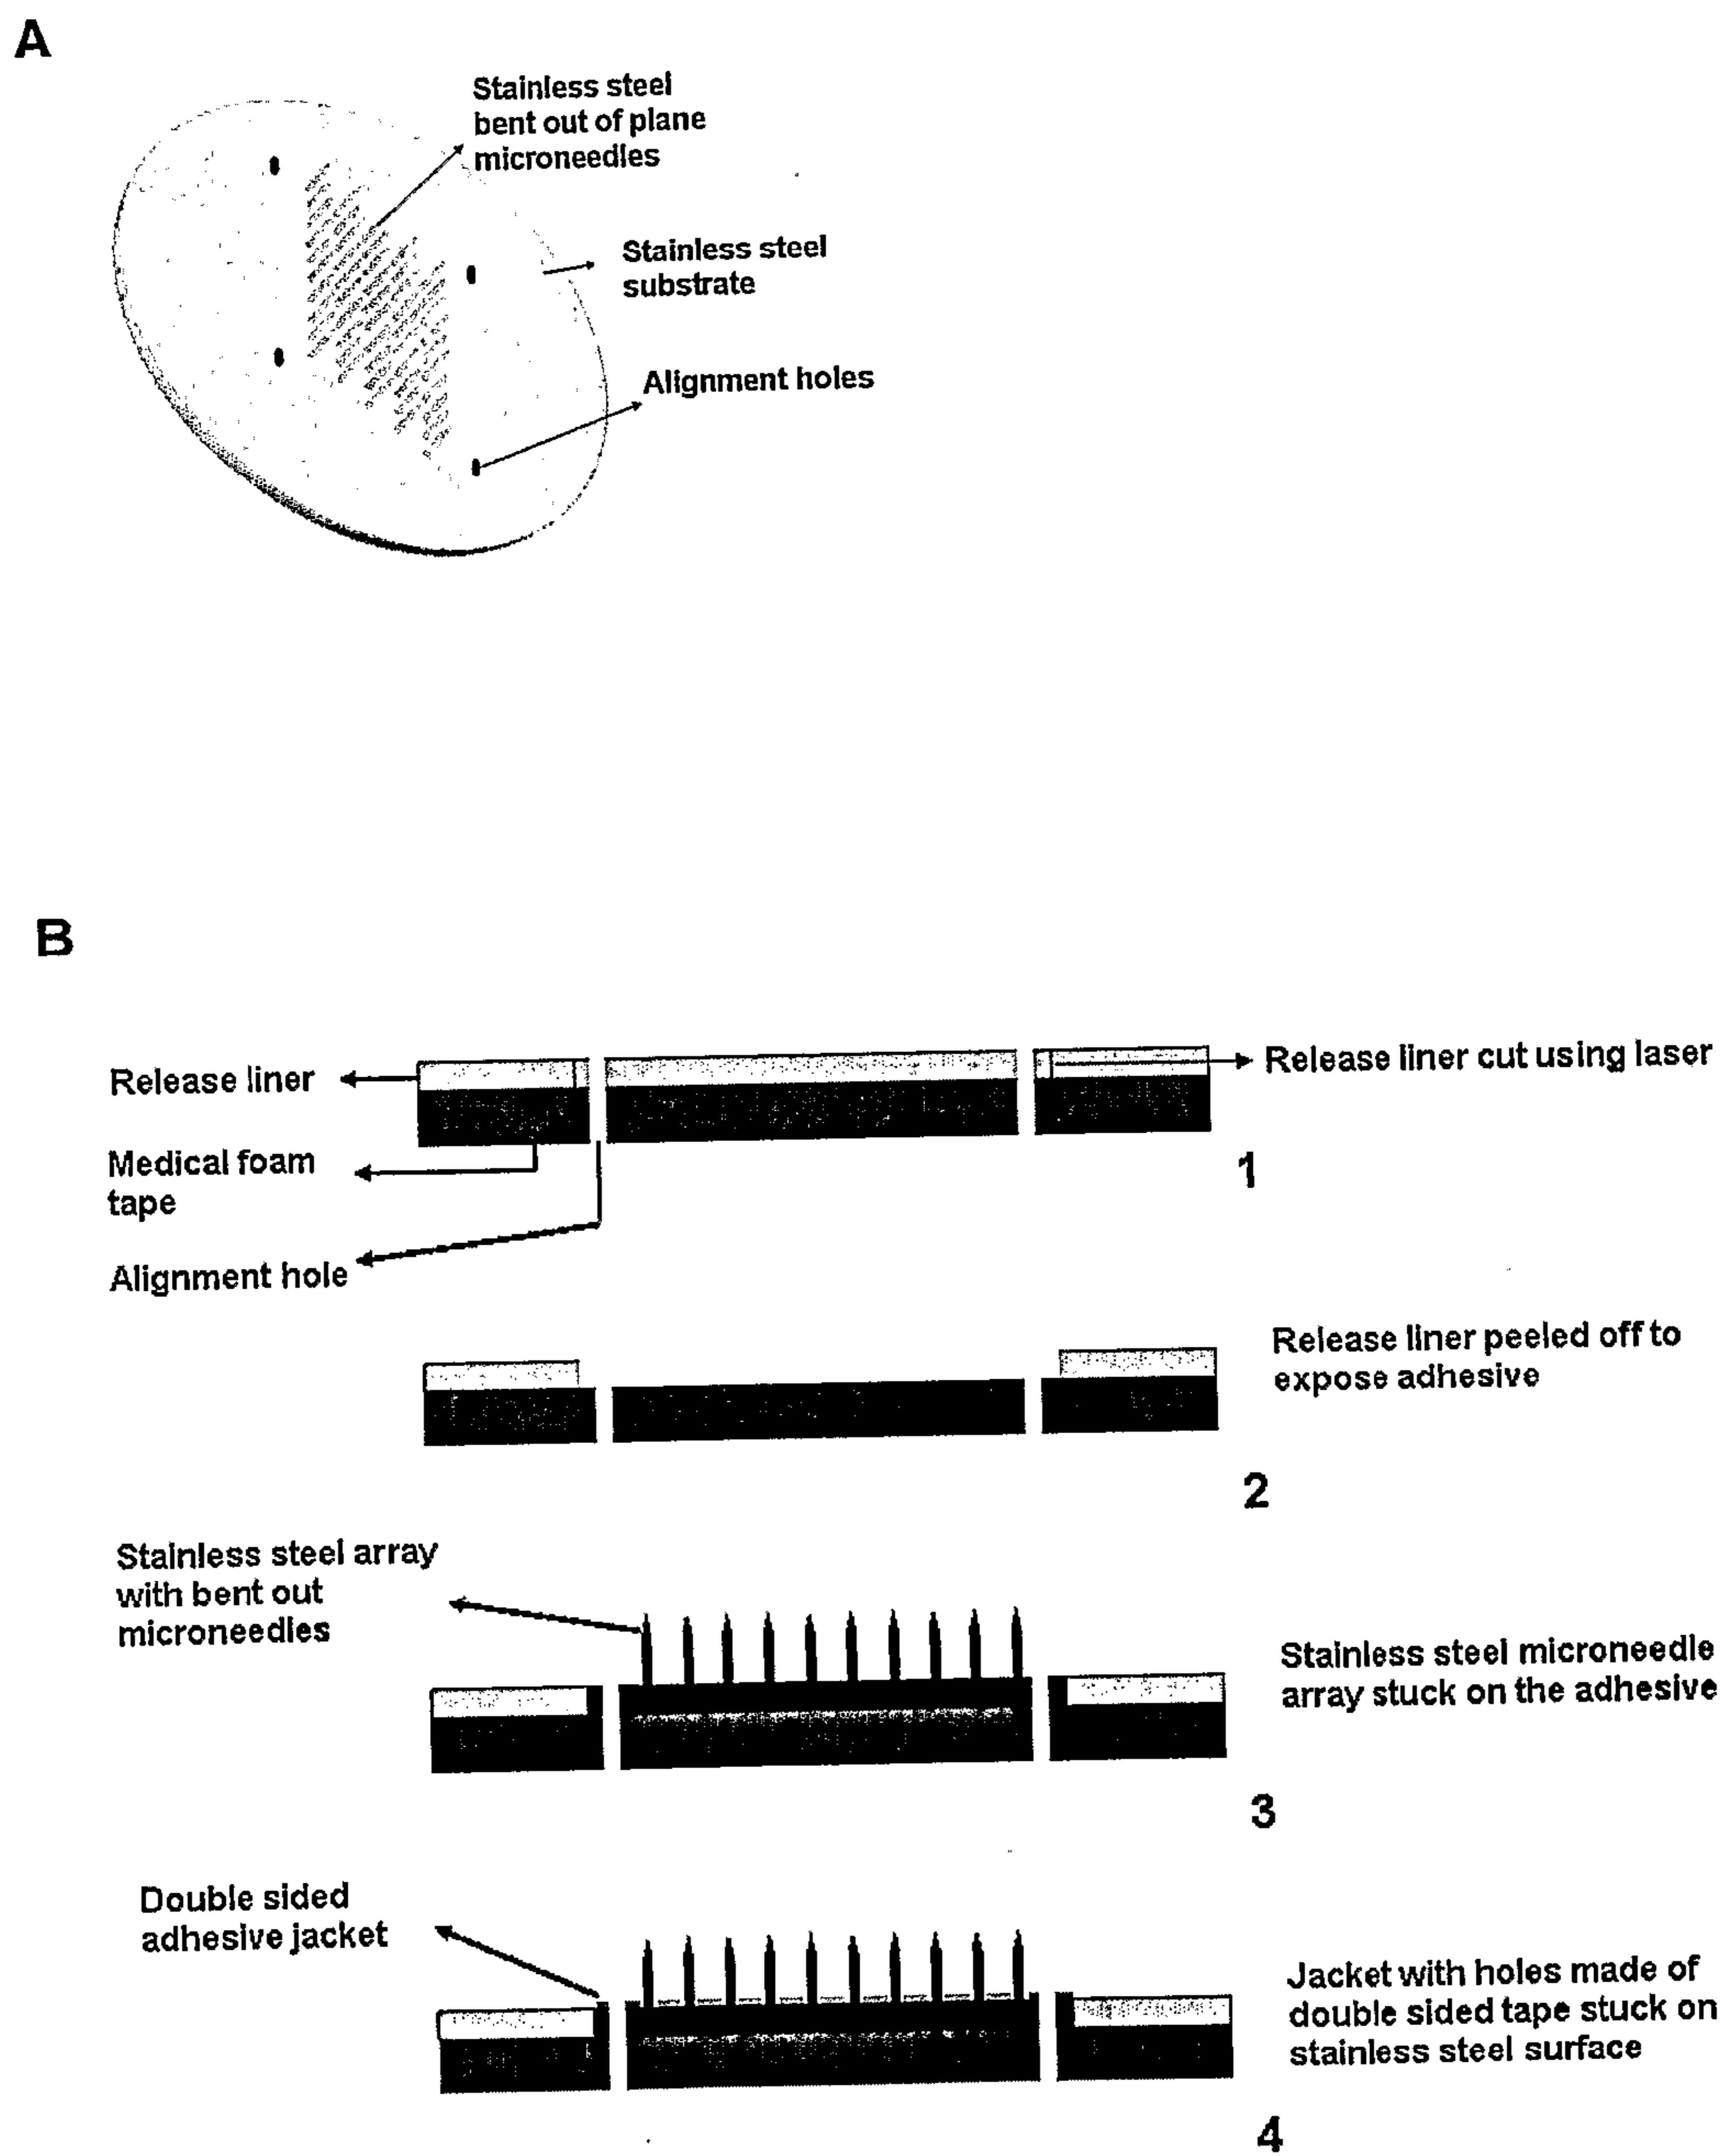 A
Stainless steel
bent out of plane
microneedles
Stainless steel
substrate
Alignment holes
B
Release liner
Release liner cut using laser
Medical foam
tape
1
Alignment hole
Release liner peeled off to
expose adhesive
2
Stainless steel array
with bent out
microneedles
Stainless steel microneedle
array stuck on the adhesive
3
Double sided
adhesive jacket
Jacket with holes made of
double sided tape stuck on
stainless steel surface
4